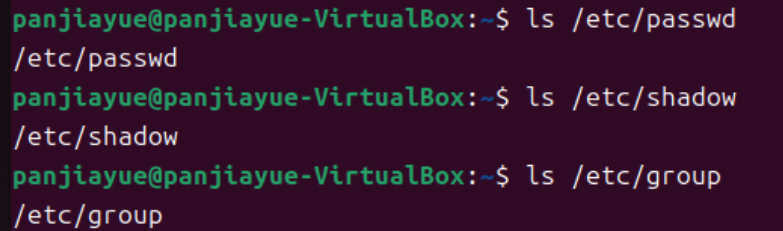 panjiayue@panjiayue-VirtualBox:~$ ls /etc/passwd
/etc/passwd
panjiayue@panjiayue-VirtualBox:~$ ls /etc/shadow
/etc/shadow
panjiayue@panjiayue-VirtualBox:~$ ls /etc/group
/etc/group